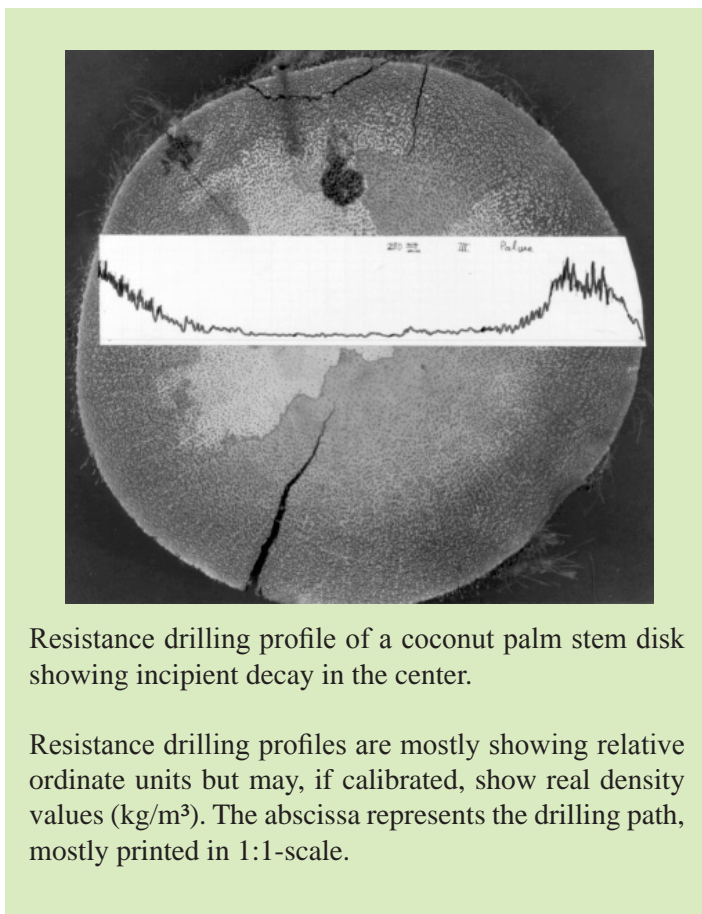 III
Resistance drilling profile of a coconut palm stem disk
showing incipient decay in the center.
Resistance drilling profiles are mostly showing relative
ordinate units but may, if calibrated, show real density
values (kg/m³). The abscissa represents the drilling path,
mostly printed in 1:1-scale.